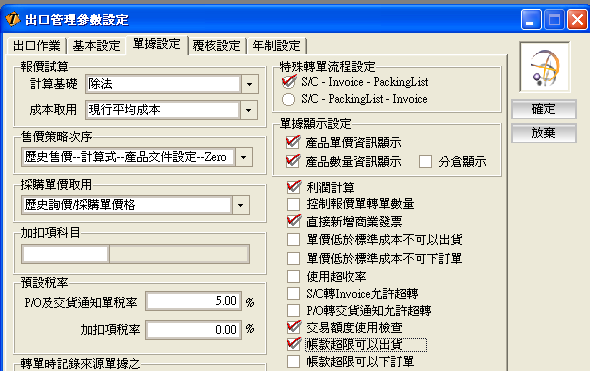 出口管理參數設定
出口作業 基本設定 單據設定 覆核設定 年制設定
報價試算
計算基礎 除法
成本取用 現行平均成本
售價策略次序
歷史售價--計算式--產品文件設定--Zero
採購單價取用
歷史詢價/採購單價格
加扣項科目
預設稅率
P/O及交貨通知單稅率 5.00 %
加扣項稅率 0.00 %
轉單時記錄來源單據之
特殊轉單流程設定
S/C - Invoice - PackingList
S/C - PackingList - Invoice
單據顯示設定
產品單價資訊顯示
產品數量資訊顯示 分倉顯示
利潤計算
控制報價單轉單數量
直接新增商業發票
單價低於標準成本不可以出貨
單價低於標準成本不可下訂單
使用超收率
S/C轉Invoice允許超轉
P/O轉交貨通知允許超轉
交易額度使用檢查
帳款超限可以出貨
帳款超限可以下訂單
確定
放棄